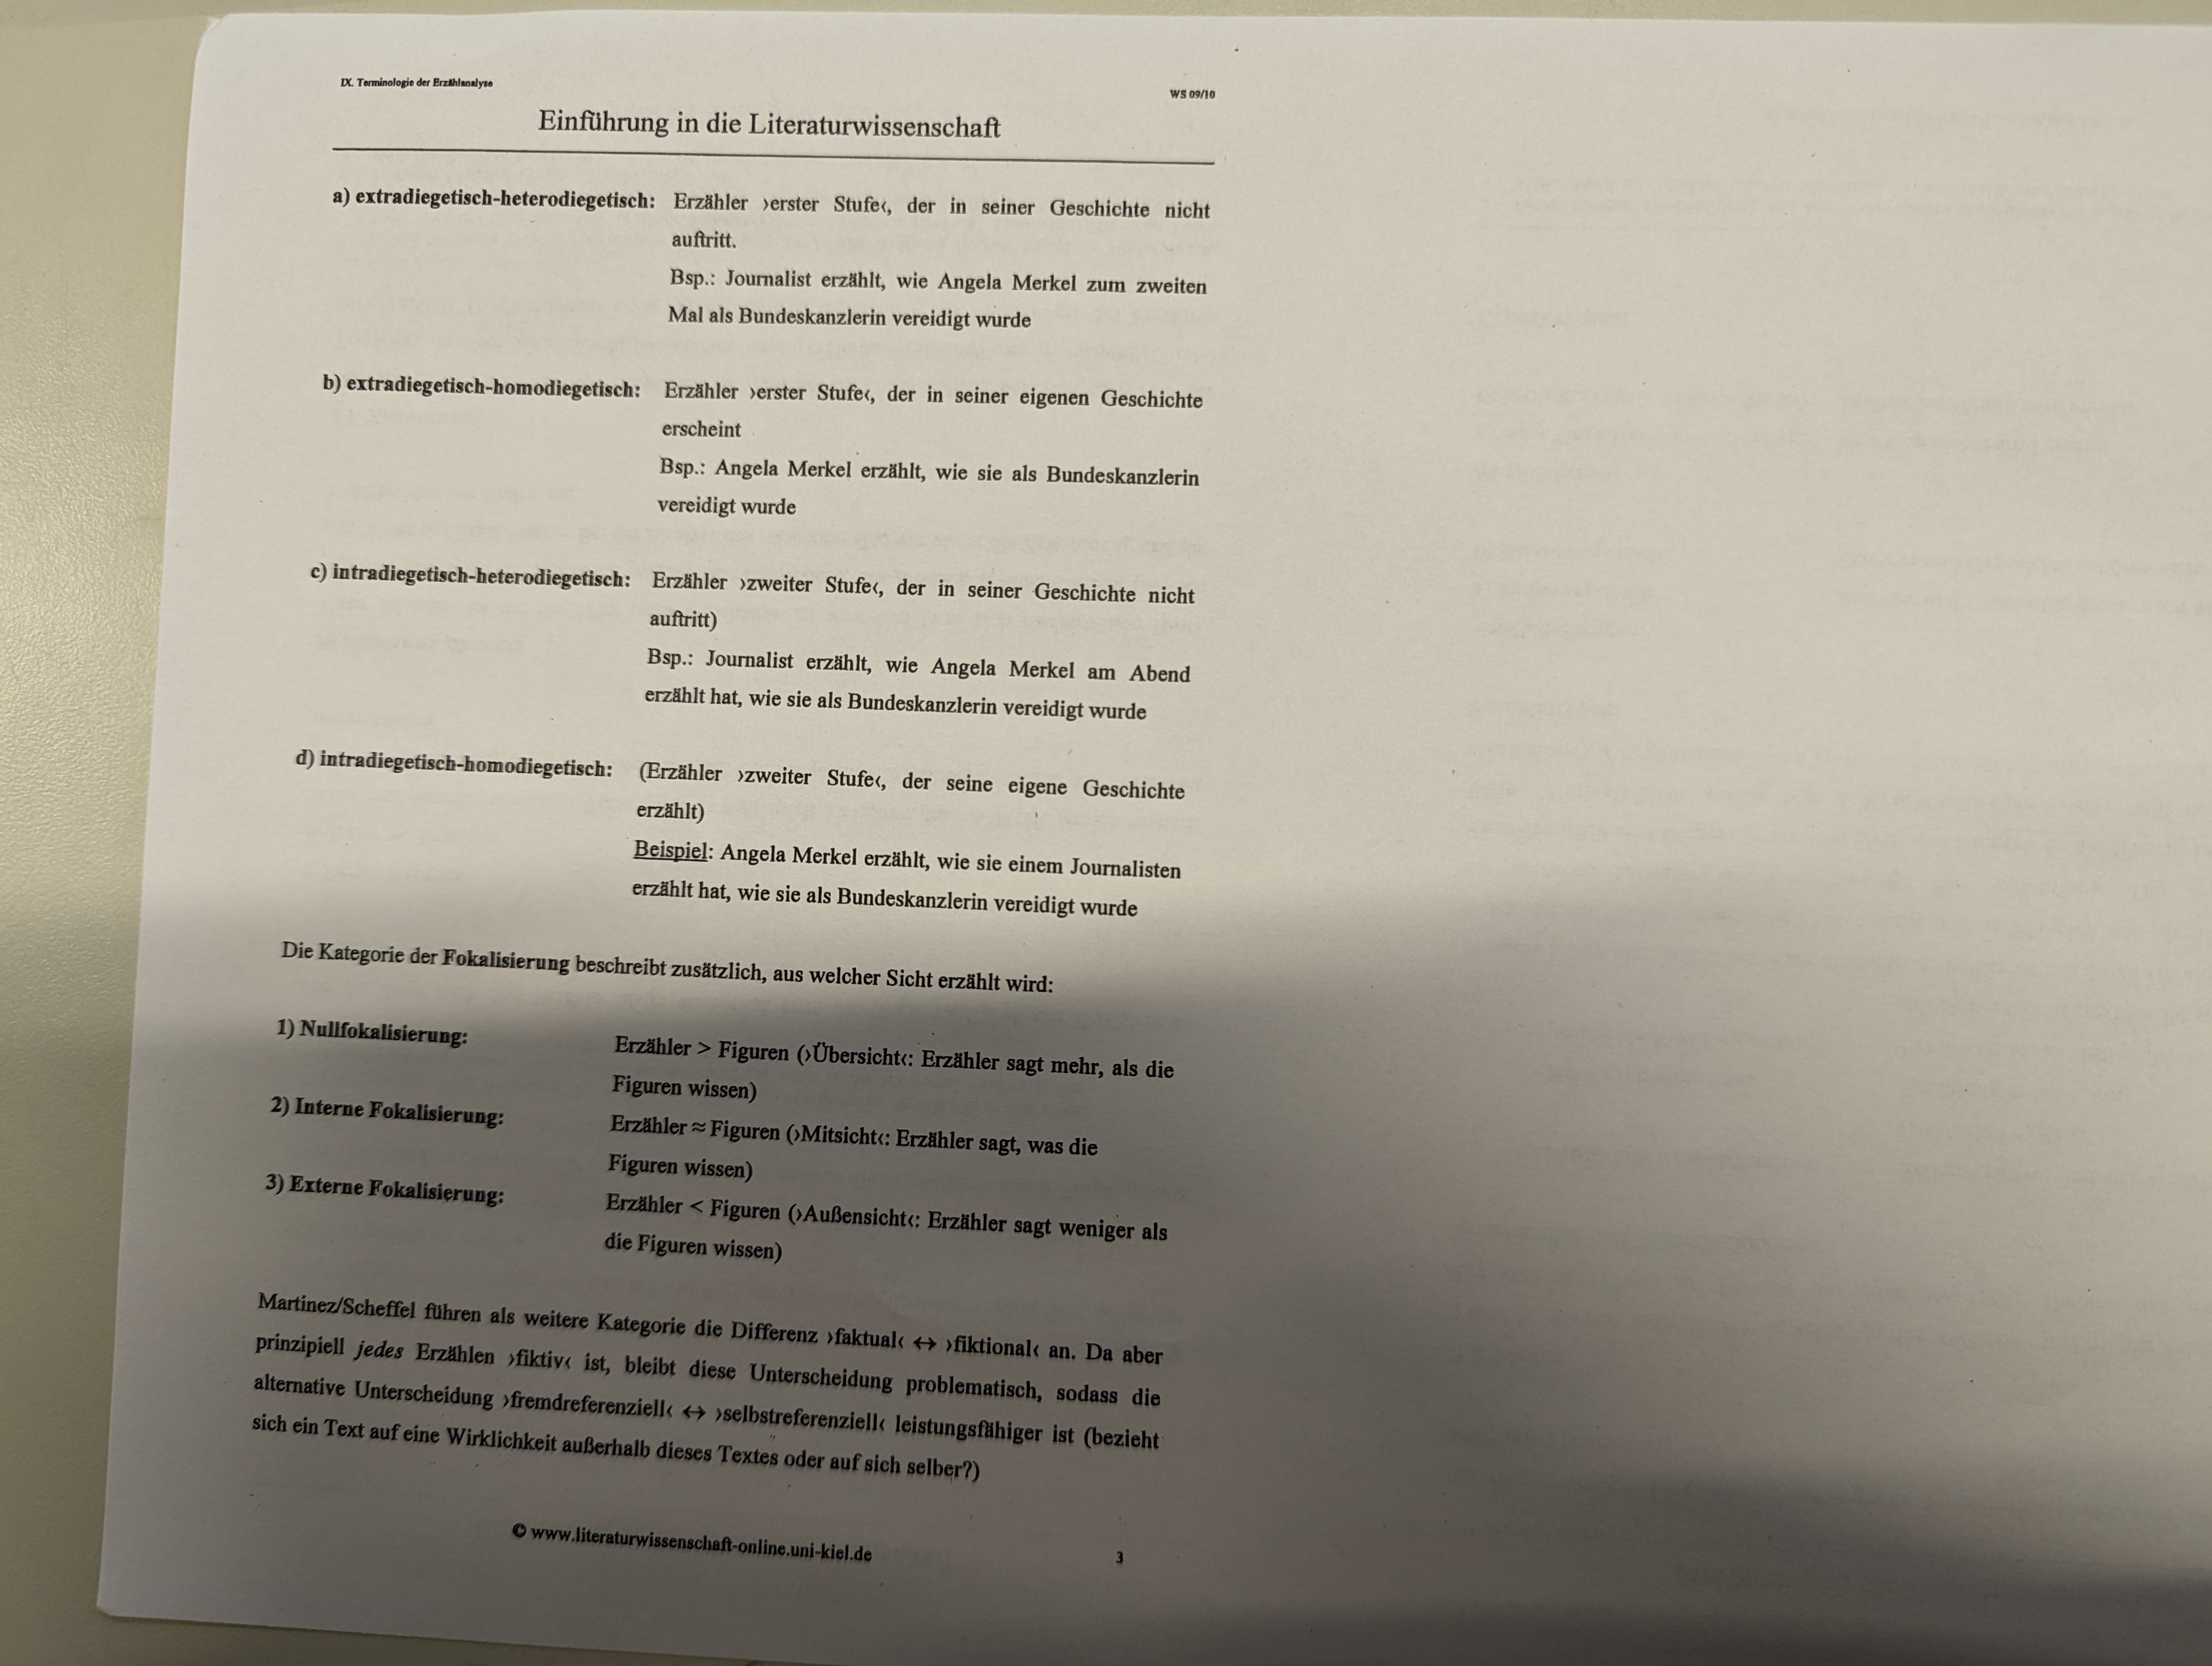 IX. Terminologie der Erzählanalyse
WS 09/10
Einführung in die Literaturwissenschaft
a) extradiegetisch-heterodiegetisch: Erzähler ›erster Stufe‹, der in seiner Geschichte nicht
auftritt.
Bsp.: Journalist erzählt, wie Angela Merkel zum zweiten
Mal als Bundeskanzlerin vereidigt wurde
b) extradiegetisch-homodiegetisch: Erzähler ›erster Stufe‹, der in seiner eigenen Geschichte
erscheint
Bsp.: Angela Merkel erzählt, wie sie als Bundeskanzlerin
vereidigt wurde
c) intradiegetisch-heterodiegetisch: Erzähler ›zweiter Stufe‹, der in seiner Geschichte nicht
auftritt)
Bsp.: Journalist erzählt, wie Angela Merkel am Abend
erzählt hat, wie sie als Bundeskanzlerin vereidigt wurde
d) intradiegetisch-homodiegetisch: (Erzähler ›zweiter Stufe‹, der seine eigene Geschichte
erzählt)
Beispiel: Angela Merkel erzählt, wie sie einem Journalisten
erzählt hat, wie sie als Bundeskanzlerin vereidigt wurde
Die Kategorie der Fokalisierung beschreibt zusätzlich, aus welcher Sicht erzählt wird:
1) Nullfokalisierung: Erzähler > Figuren (›Übersicht‹: Erzähler sagt mehr, als die
Figuren wissen)
2) Interne Fokalisierung: Erzähler ≈ Figuren (›Mitsicht‹: Erzähler sagt, was die
Figuren wissen)
3) Externe Fokalisierung: Erzähler < Figuren (›Außensicht‹: Erzähler sagt weniger als
die Figuren wissen)
Martinez/Scheffel führen als weitere Kategorie die Differenz ›faktual‹ ↔ ›fiktional‹ an. Da aber
prinzipiell jedes Erzählen ›fiktiv‹ ist, bleibt diese Unterscheidung problematisch, sodass die
alternative Unterscheidung ›fremdreferenziell‹ ↔ ›selbstreferenziell‹ leistungsfähiger ist (bezieht
sich ein Text auf eine Wirklichkeit außerhalb dieses Textes oder auf sich selber?)
© www.literaturwissenschaft-online.uni-kiel.de
3